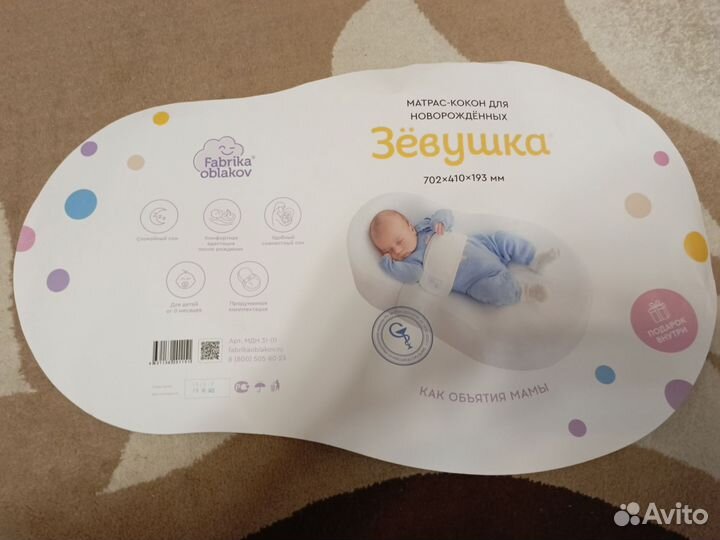 Fabrika®
oblakov
Спокойный сон
Комфортная
адаптация
после рождения
Удобный
совместный сон
Для детей
от 0 месяцев
Продуманная
комплектация
Арт. МДН 31 (1)
fabrikaoblakov.ru
8 (800) 505 60 23
МАТРАС-КОКОН ДЛЯ
НОВОРОЖДЁННЫХ
Зёвушка
702×410×193 мм
ПОДАРОК
ВНУТРИ
КАК ОБЪЯТИЯ МАМЫ
Avito